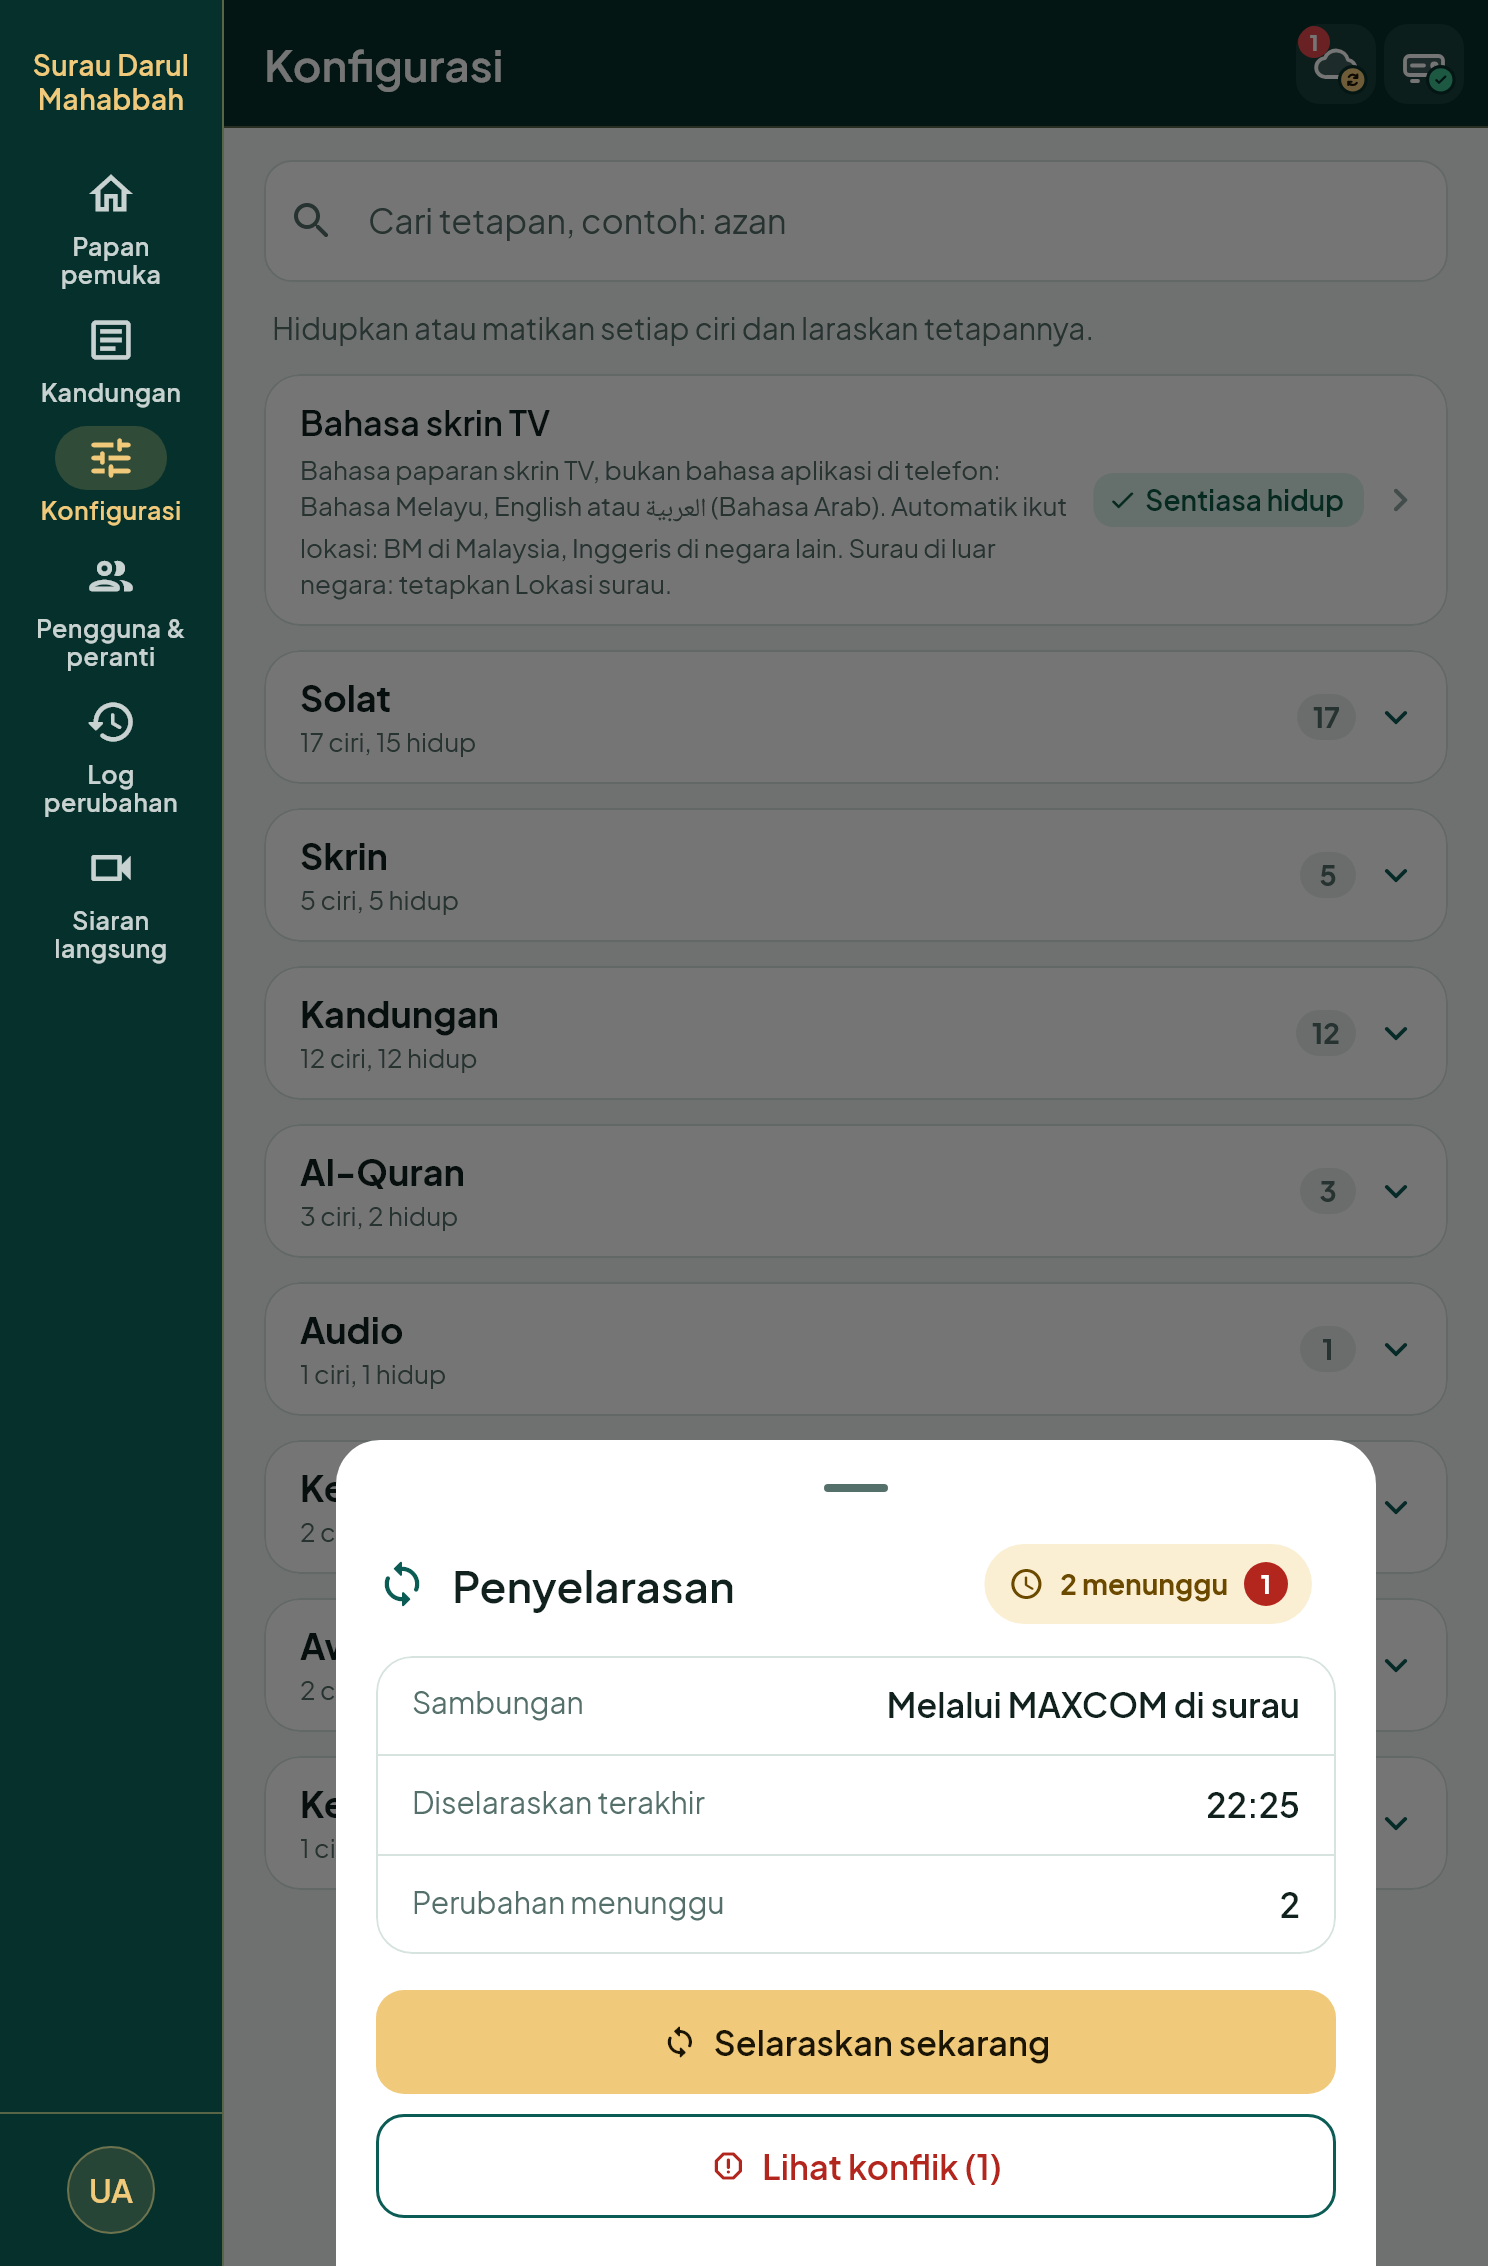 Surau Darul
Mahabbah
Papan
pemuka
Kandungan
Konfigurasi
Pengguna &
peranti
Log
perubahan
Siaran
langsung
UA
Konfigurasi
1
Cari tetapan, contoh: azan
Hidupkan atau matikan setiap ciri dan laraskan tetapannya.
Bahasa skrin TV
Bahasa paparan skrin TV, bukan bahasa aplikasi di telefon:
Bahasa Melayu, English atau العربية (Bahasa Arab). Automatik ikut
lokasi: BM di Malaysia, Inggeris di negara lain. Surau di luar
negara: tetapkan Lokasi surau.
Sentiasa hidup
Solat
17 ciri, 15 hidup
17
Skrin
5 ciri, 5 hidup
5
Kandungan
12 ciri, 12 hidup
12
Al-Quran
3 ciri, 2 hidup
3
Audio
1 ciri, 1 hidup
1
Penyelarasan
2 menunggu 1
Sambungan Melalui MAXCOM di surau
Diselaraskan terakhir 22:25
Perubahan menunggu 2
Selaraskan sekarang
Lihat konflik (1)